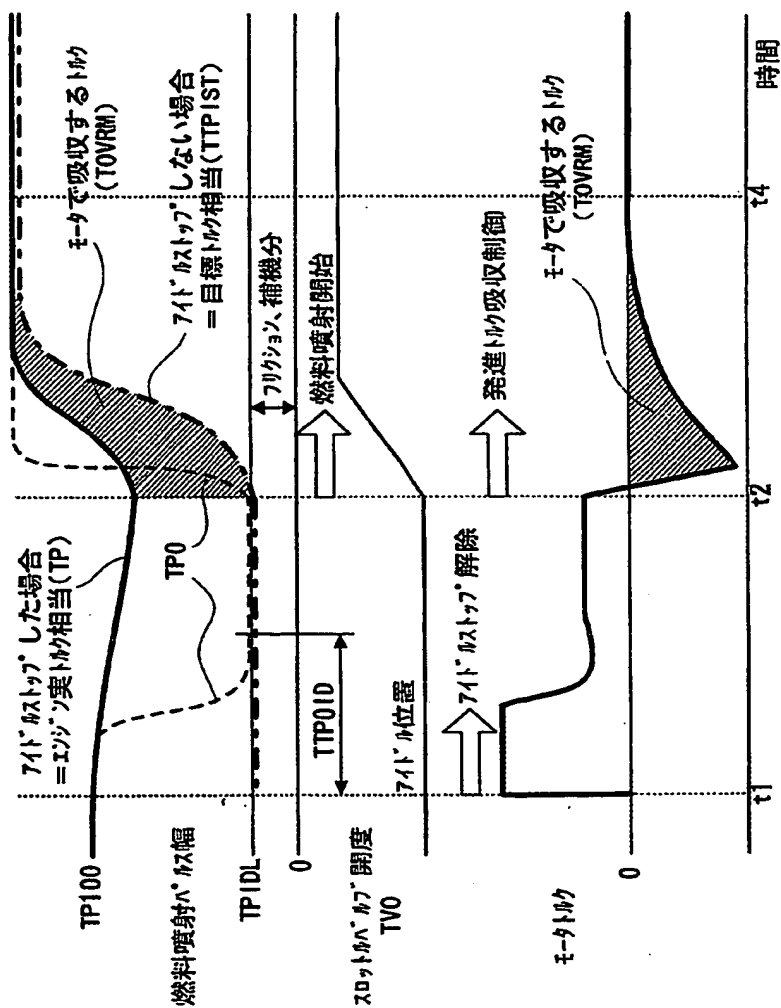 アイドルストップした場合
＝エンジン実トルク相当(TP)
TP100
燃料噴射パルス幅
TPIDL
0
TP0
TTP0ID
モータで吸収するトルク
(TOVRM)
アイドルストップしない場合
＝目標トルク相当(TTPIST)
フリクション、補機分
スロットルバルブ開度
TVO
アイドル位置
燃料噴射開始
アイドルストップ解除
発進トルク吸収制御
モータトルク
0
モータで吸収するトルク
(TOVRM)
t1
t2
t4
時間